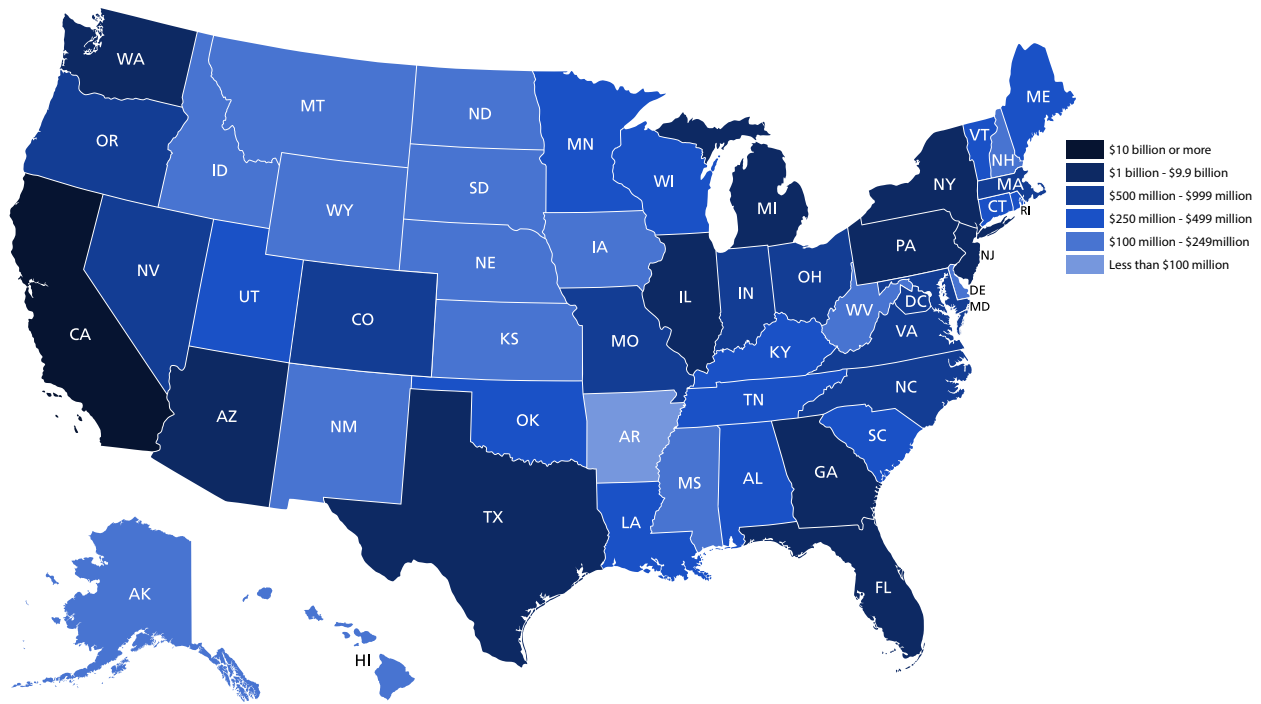 WA
MT
ND
ME
OR
MN
VT
ID
SD
WI
NH
$10 billion or more
$1 billion - $9.9 billion
WY
NY
MA
$500 million - $999 million
MI
CT
RI
$250 million - $499 million
IA
PA
$100 million - $249million
NV
NE
NJ
Less than $100 million
UT
IL
IN
OH
DE
CO
WV
DC
MD
CA
KS
MO
KY
VA
AZ
NM
OK
AR
TN
NC
SC
TX
LA
MS
AL
GA
AK
FL
HI